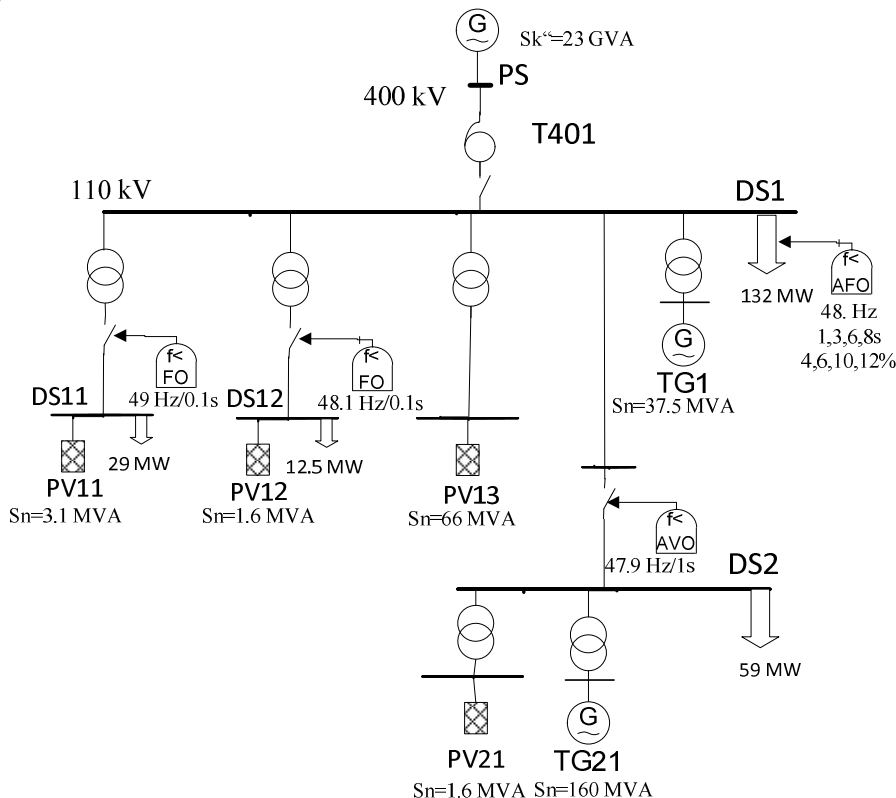 G
Sk“=23 GVA
PS
400 kV
T401
110 kV
DS1
f<
AFO
132 MW
48. Hz
1,3,6,8s
4,6,10,12%
f<
FO
f<
FO
G
DS11
49 Hz/0.1s
DS12
48.1 Hz/0.1s
TG1
Sn=37.5 MVA
29 MW
12.5 MW
PV11
PV12
PV13
Sn=3.1 MVA
Sn=1.6 MVA
Sn=66 MVA
f<
AVO
47.9 Hz/1s
DS2
59 MW
G
PV21
TG21
Sn=1.6 MVA
Sn=160 MVA